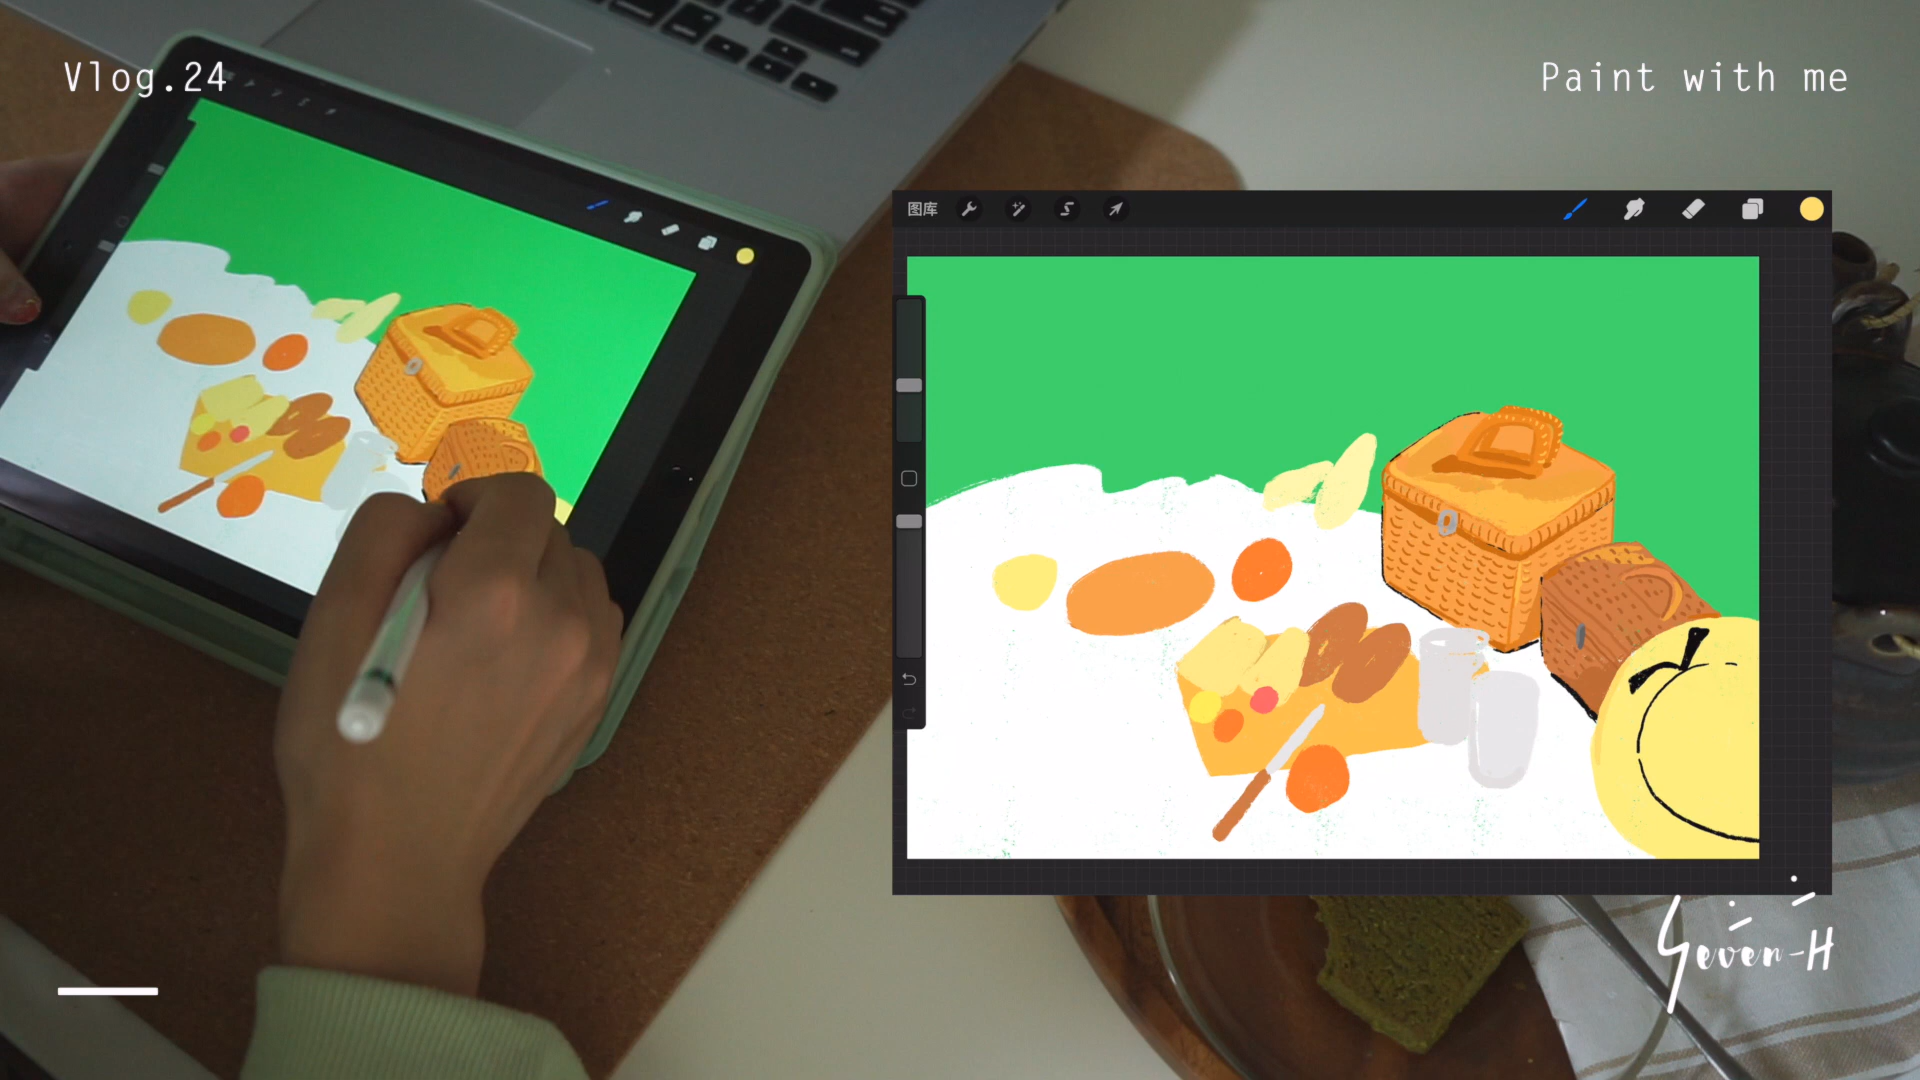 Vlog.24
Paint with me
图库
Seven-H